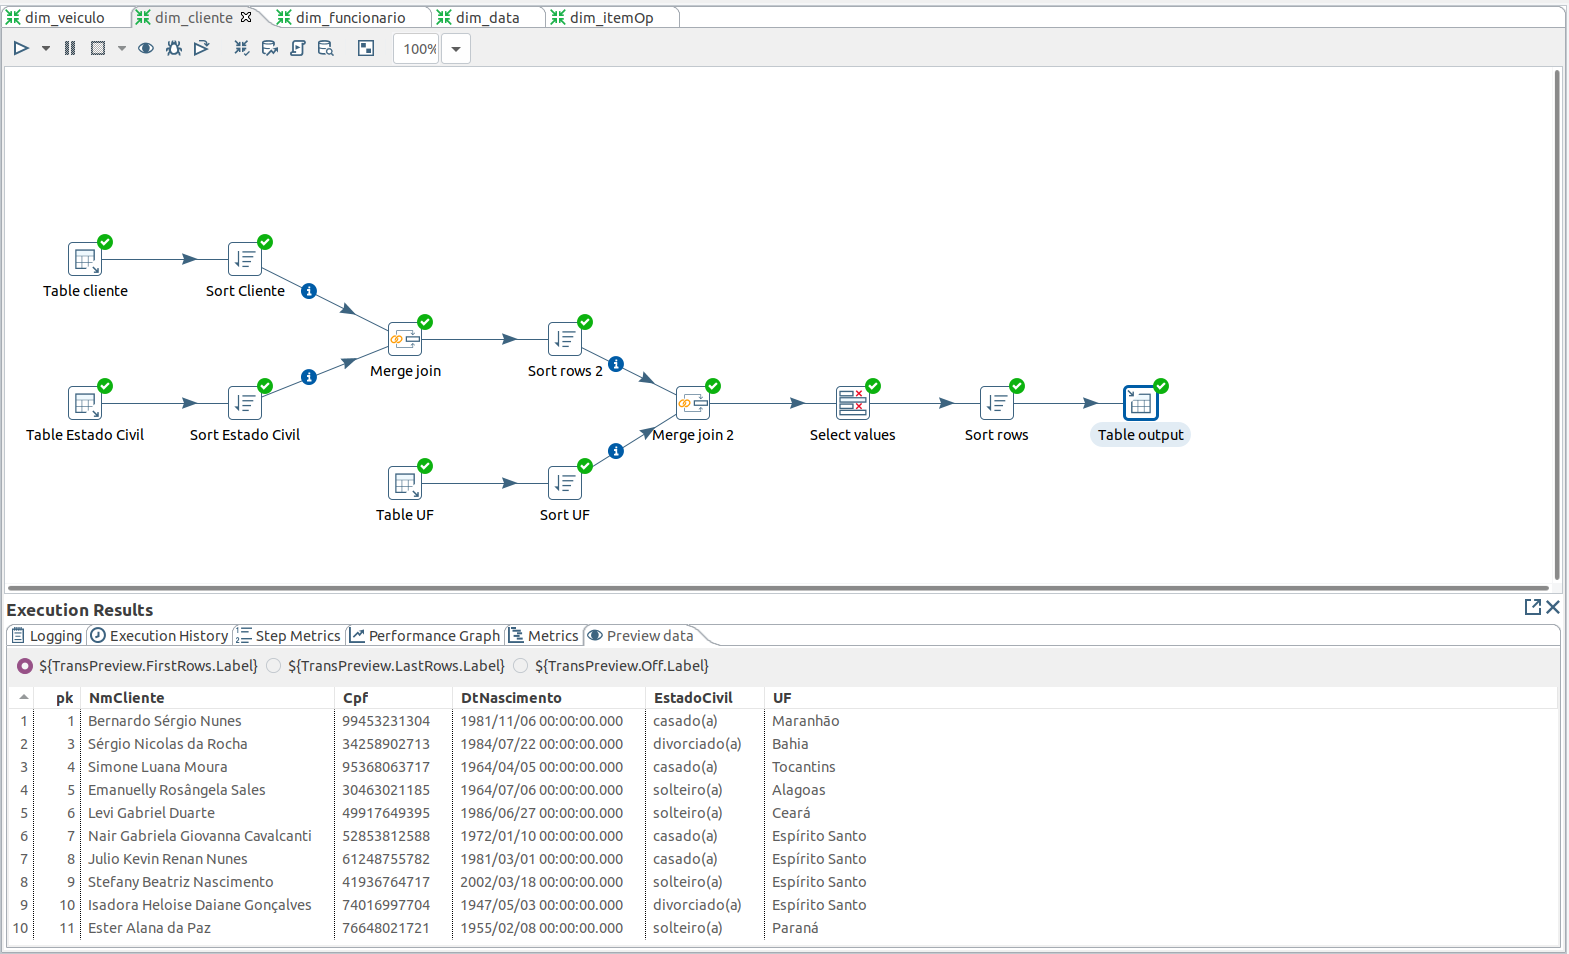 dim_veiculo dim_cliente dim_funcionario dim_data dim_itemOp
100%
Table cliente Sort Cliente
Merge join Sort rows 2
Table Estado Civil Sort Estado Civil Merge join 2 Select values Sort rows Table output
Table UF Sort UF
Execution Results
Logging Execution History Step Metrics Performance Graph Metrics Preview data
${TransPreview.FirstRows.Label} ${TransPreview.LastRows.Label} ${TransPreview.Off.Label}
pk NmCliente Cpf DtNascimento EstadoCivil UF
1 1 Bernardo Sérgio Nunes 99453231304 1981/11/06 00:00:00.000 casado(a) Maranhão
2 3 Sérgio Nicolas da Rocha 34258902713 1984/07/22 00:00:00.000 divorciado(a) Bahia
3 4 Simone Luana Moura 95368063717 1964/04/05 00:00:00.000 casado(a) Tocantins
4 5 Emanuelly Rosângela Sales 30463021185 1964/07/06 00:00:00.000 solteiro(a) Alagoas
5 6 Levi Gabriel Duarte 49917649395 1986/06/27 00:00:00.000 solteiro(a) Ceará
6 7 Nair Gabriela Giovanna Cavalcanti 52853812588 1972/01/10 00:00:00.000 casado(a) Espírito Santo
7 8 Julio Kevin Renan Nunes 61248755782 1981/03/01 00:00:00.000 casado(a) Espírito Santo
8 9 Stefany Beatriz Nascimento 41936764717 2002/03/18 00:00:00.000 solteiro(a) Espírito Santo
9 10 Isadora Heloise Daiane Gonçalves 74016997704 1947/05/03 00:00:00.000 divorciado(a) Espírito Santo
10 11 Ester Alana da Paz 76648021721 1955/02/08 00:00:00.000 solteiro(a) Paraná